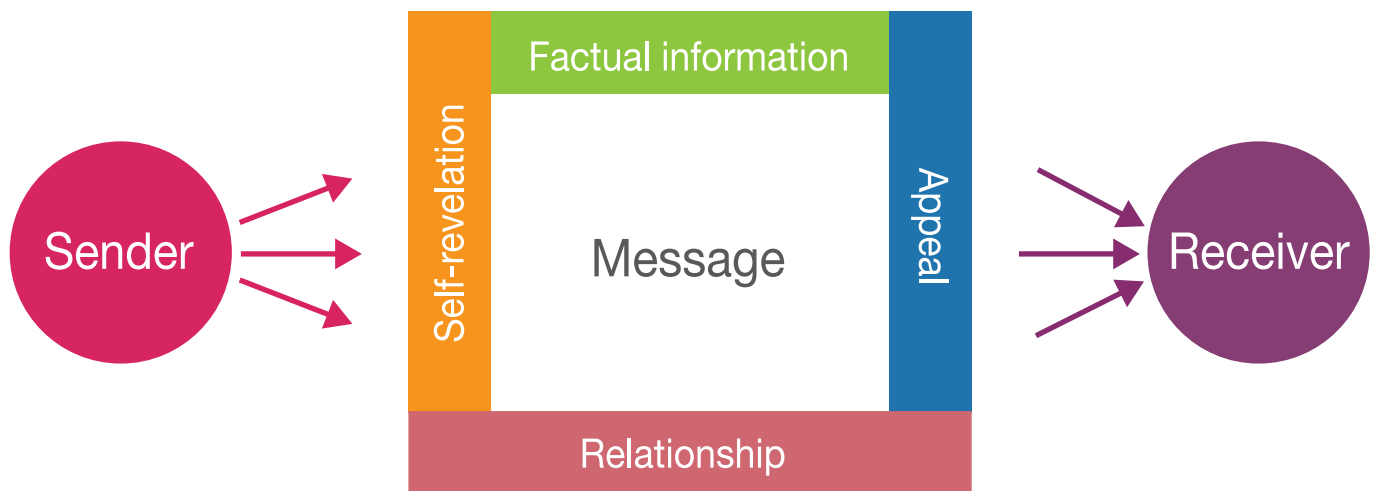 Factual information
Self-revelation
Appeal
Sender
Message
Receiver
Relationship